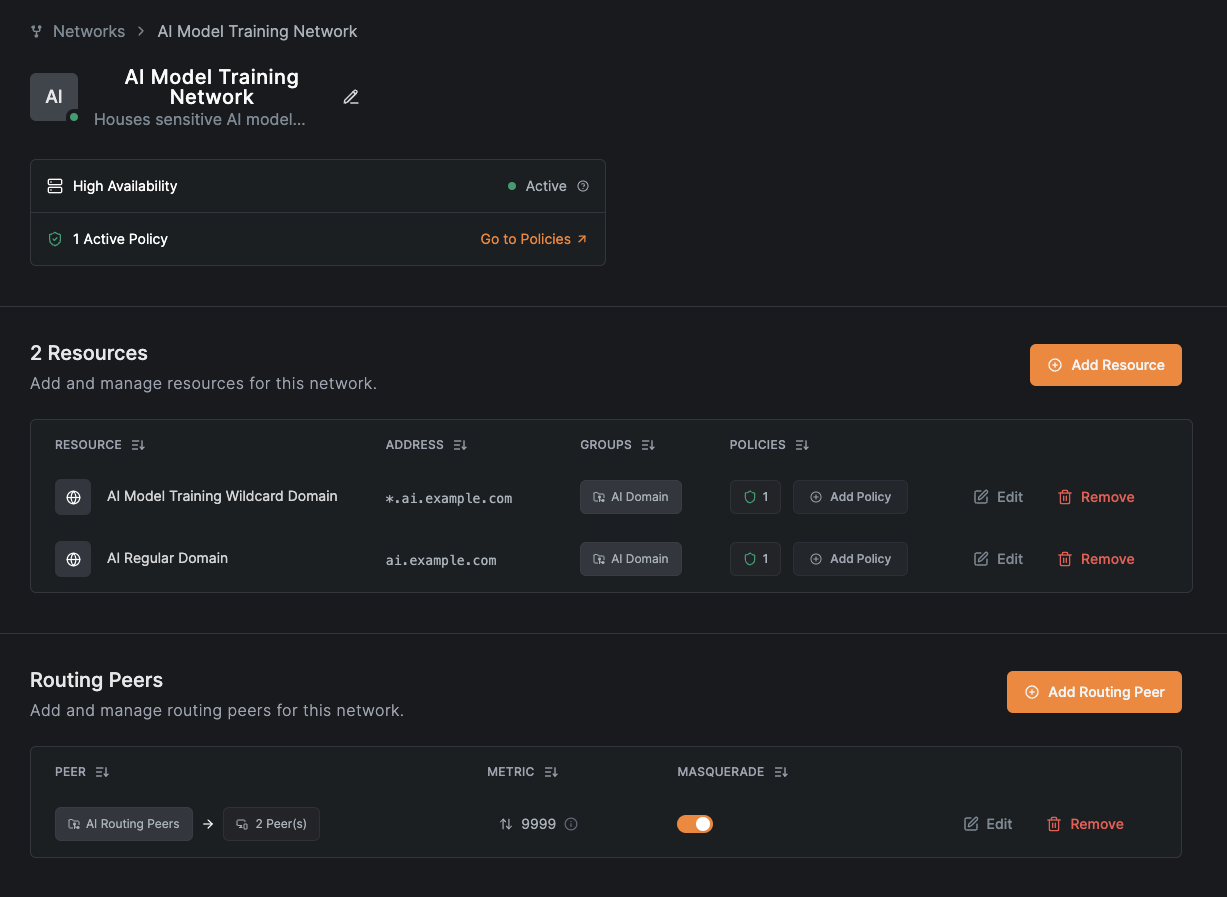 Networks > AI Model Training Network
AI
AI Model Training
Network
Houses sensitive AI model...
High Availability
Active
1 Active Policy
Go to Policies
2 Resources
Add and manage resources for this network.
Add Resource
RESOURCE ADDRESS GROUPS POLICIES
AI Model Training Wildcard Domain *.ai.example.com AI Domain 1 Add Policy Edit Remove
AI Regular Domain ai.example.com AI Domain 1 Add Policy Edit Remove
Routing Peers
Add and manage routing peers for this network.
Add Routing Peer
PEER METRIC MASQUERADE
AI Routing Peers 2 Peer(s) 9999 Edit Remove